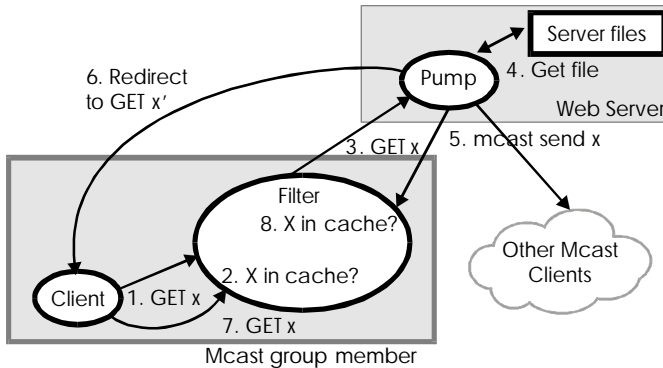 Server files
6. Redirect
to GET x'
Pump
4. Get file
Web Server
3. GET x
5. mcast send x
Filter
8. X in cache?
2. X in cache?
Other Mcast
Clients
Client
1. GET x
7. GET x
Mcast group member